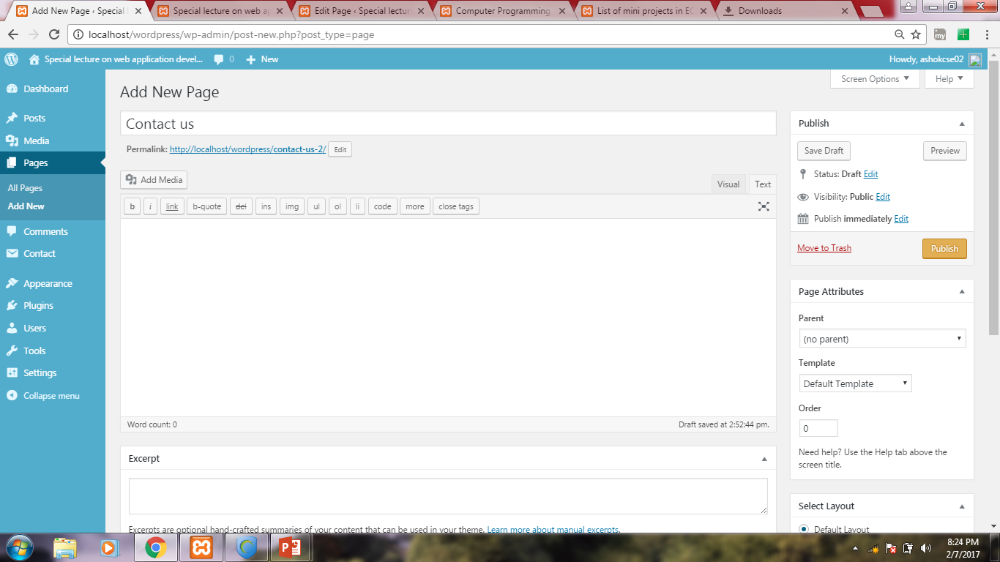 Add New Page ‹ Special
Special lecture on web ap
Edit Page ‹ Special lectur
Computer Programming
List of mini projects in EC
Downloads
localhost/wordpress/wp-admin/post-new.php?post_type=page
my
Special lecture on web application devel...
0
New
Howdy, ashokcse02
Screen Options
Help
Dashboard
Posts
Media
Pages
All Pages
Add New
Comments
Contact
Appearance
Plugins
Users
Tools
Settings
Collapse menu
Add New Page
Contact us
Permalink: http://localhost/wordpress/contact-us-2/ Edit
Add Media
Visual
Text
b
i
link
b-quote
del
ins
img
ul
ol
li
code
more
close tags
Word count: 0
Draft saved at 2:52:44 pm.
Excerpt
Excerpts are optional hand-crafted summaries of your content that can be used in your theme. Learn more about manual excerpts.
Publish
Save Draft
Preview
Status: Draft Edit
Visibility: Public Edit
Publish immediately Edit
Move to Trash
Publish
Page Attributes
Parent
(no parent)
Template
Default Template
Order
0
Need help? Use the Help tab above the
screen title.
Select Layout
Default Layout
8:24 PM
2/7/2017